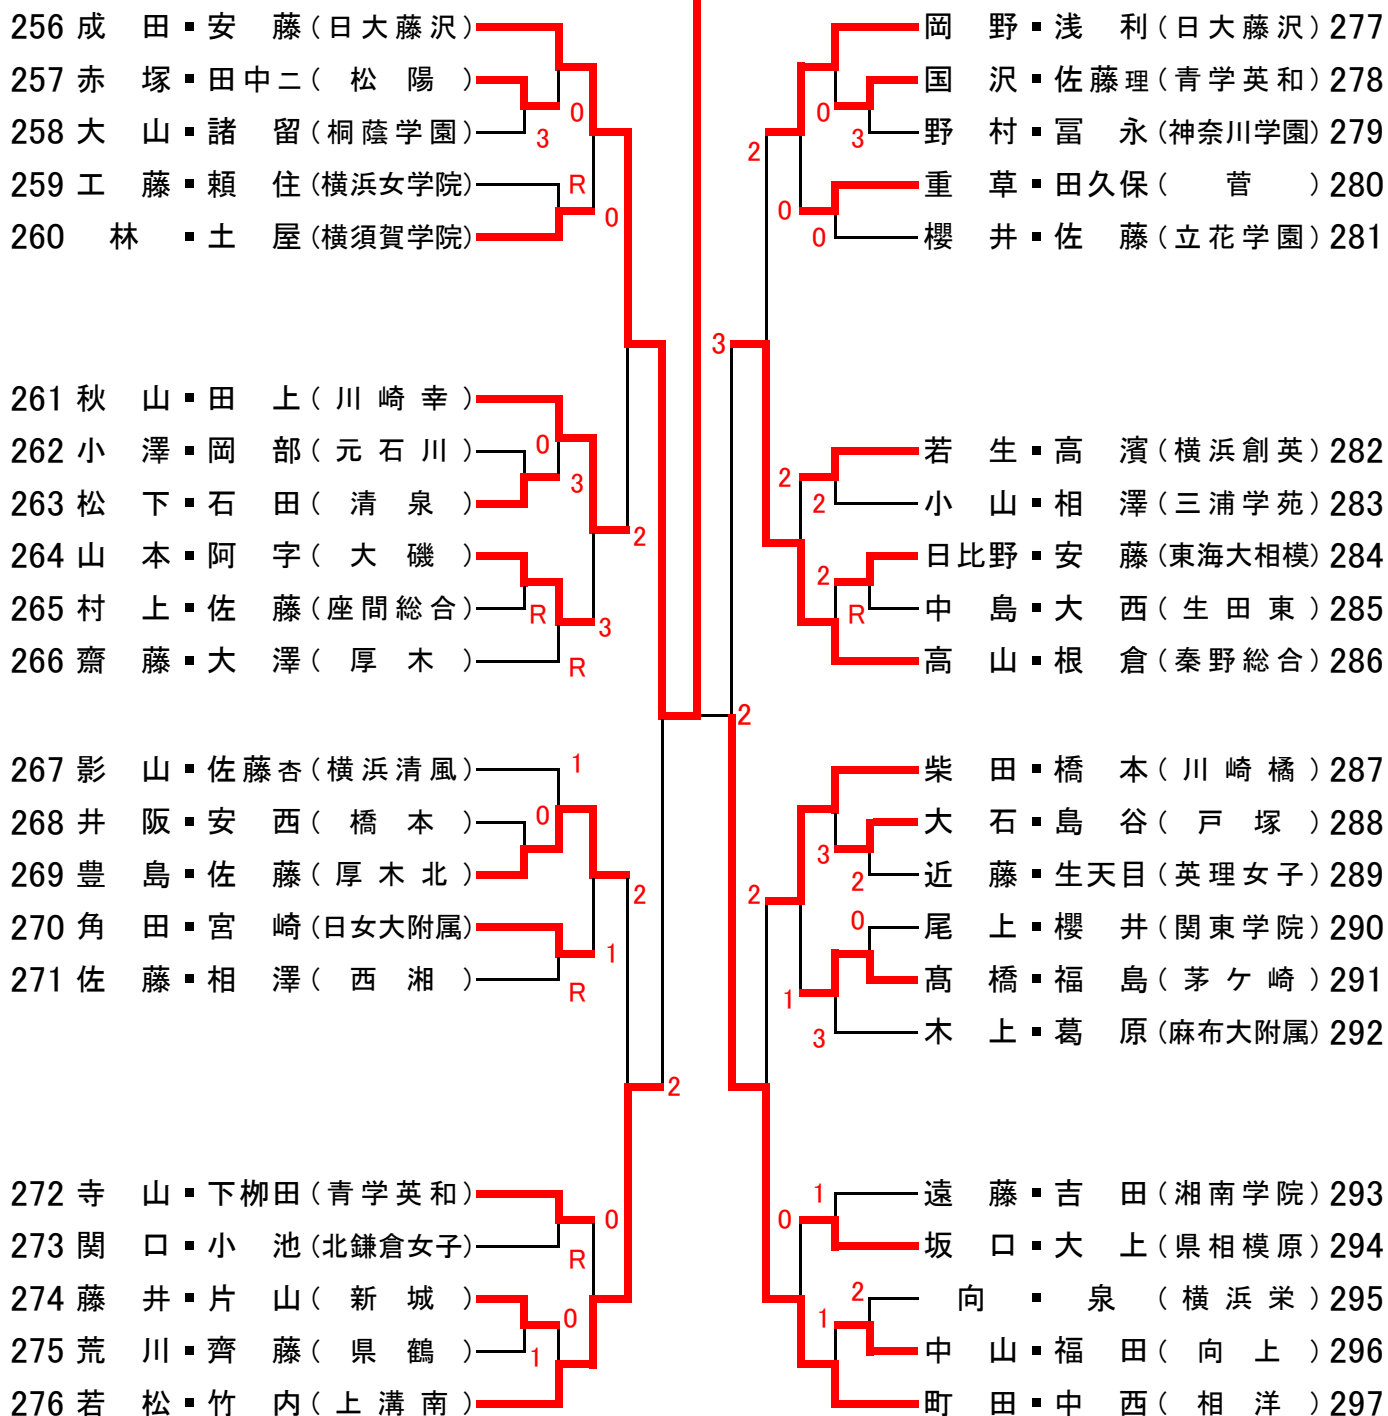 256 成田・安藤(日大藤沢)
257 赤塚・田中二(松陽)
258 大山・諸留(桐蔭学園)
259 工藤・頼住(横浜女学院)
260 林・土屋(横須賀学院)
0
3
R
0
261 秋山・田上(川崎幸)
262 小澤・岡部(元石川)
263 松下・石田(清泉)
264 山本・阿字(大磯)
265 村上・佐藤(座間総合)
266 齋藤・大澤(厚木)
0
3
2
R
3
R
267 影山・佐藤杏(横浜清風)
268 井阪・安西(橋本)
269 豊島・佐藤(厚木北)
270 角田・宮崎(日女大附属)
271 佐藤・相澤(西湘)
1
0
2
1
R
2
272 寺山・下栁田(青学英和)
273 関口・小池(北鎌倉女子)
274 藤井・片山(新城)
275 荒川・齊藤(県鶴)
276 若松・竹内(上溝南)
0
R
0
1
岡野・浅利(日大藤沢)277
国沢・佐藤理(青学英和)278
野村・冨永(神奈川学園)279
重草・田久保(菅)280
櫻井・佐藤(立花学園)281
0
3
2
0
0
3
若生・高濱(横浜創英)282
小山・相澤(三浦学苑)283
日比野・安藤(東海大相模)284
中島・大西(生田東)285
高山・根倉(秦野総合)286
2
2
2
R
2
柴田・橋本(川崎橘)287
大石・島谷(戸塚)288
近藤・生天目(英理女子)289
尾上・櫻井(関東学院)290
髙橋・福島(茅ケ崎)291
木上・葛原(麻布大附属)292
3
2
2
0
1
3
遠藤・吉田(湘南学院)293
坂口・大上(県相模原)294
向・泉(横浜栄)295
中山・福田(向上)296
町田・中西(相洋)297
1
0
2
1